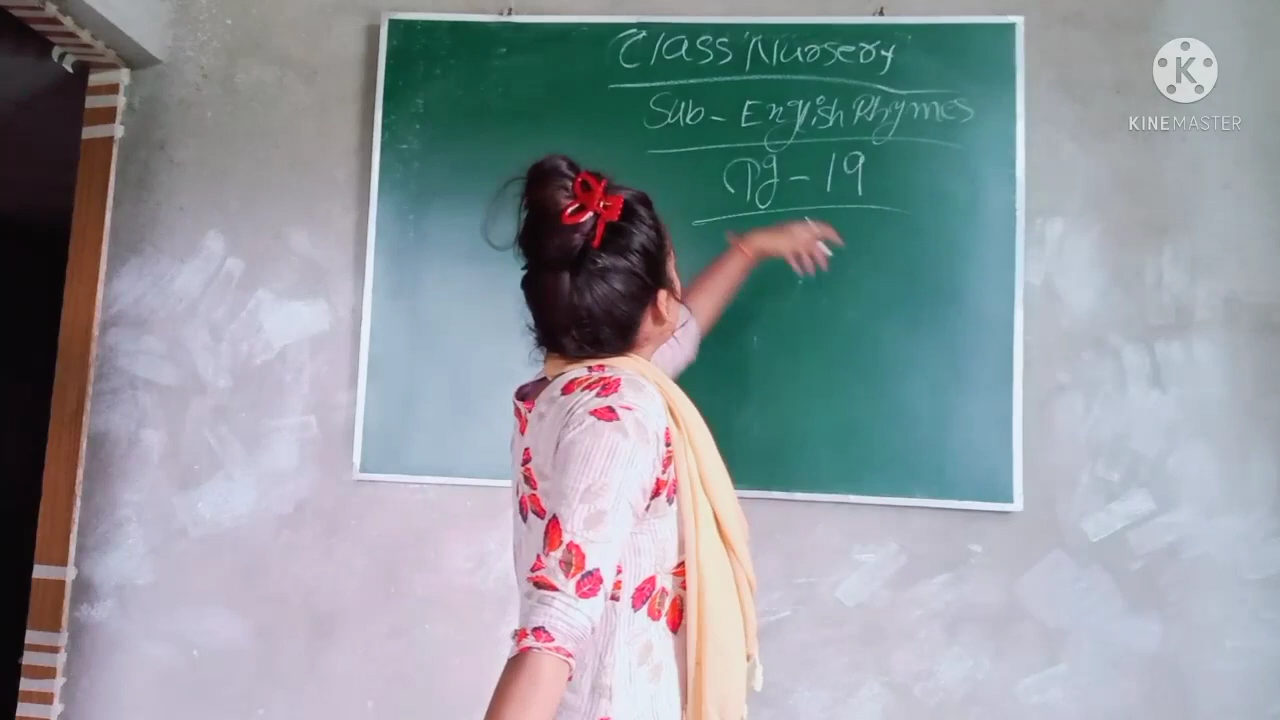 Class Nursery
Sub - English Rhymes
Pg - 19
K
KINEMASTER